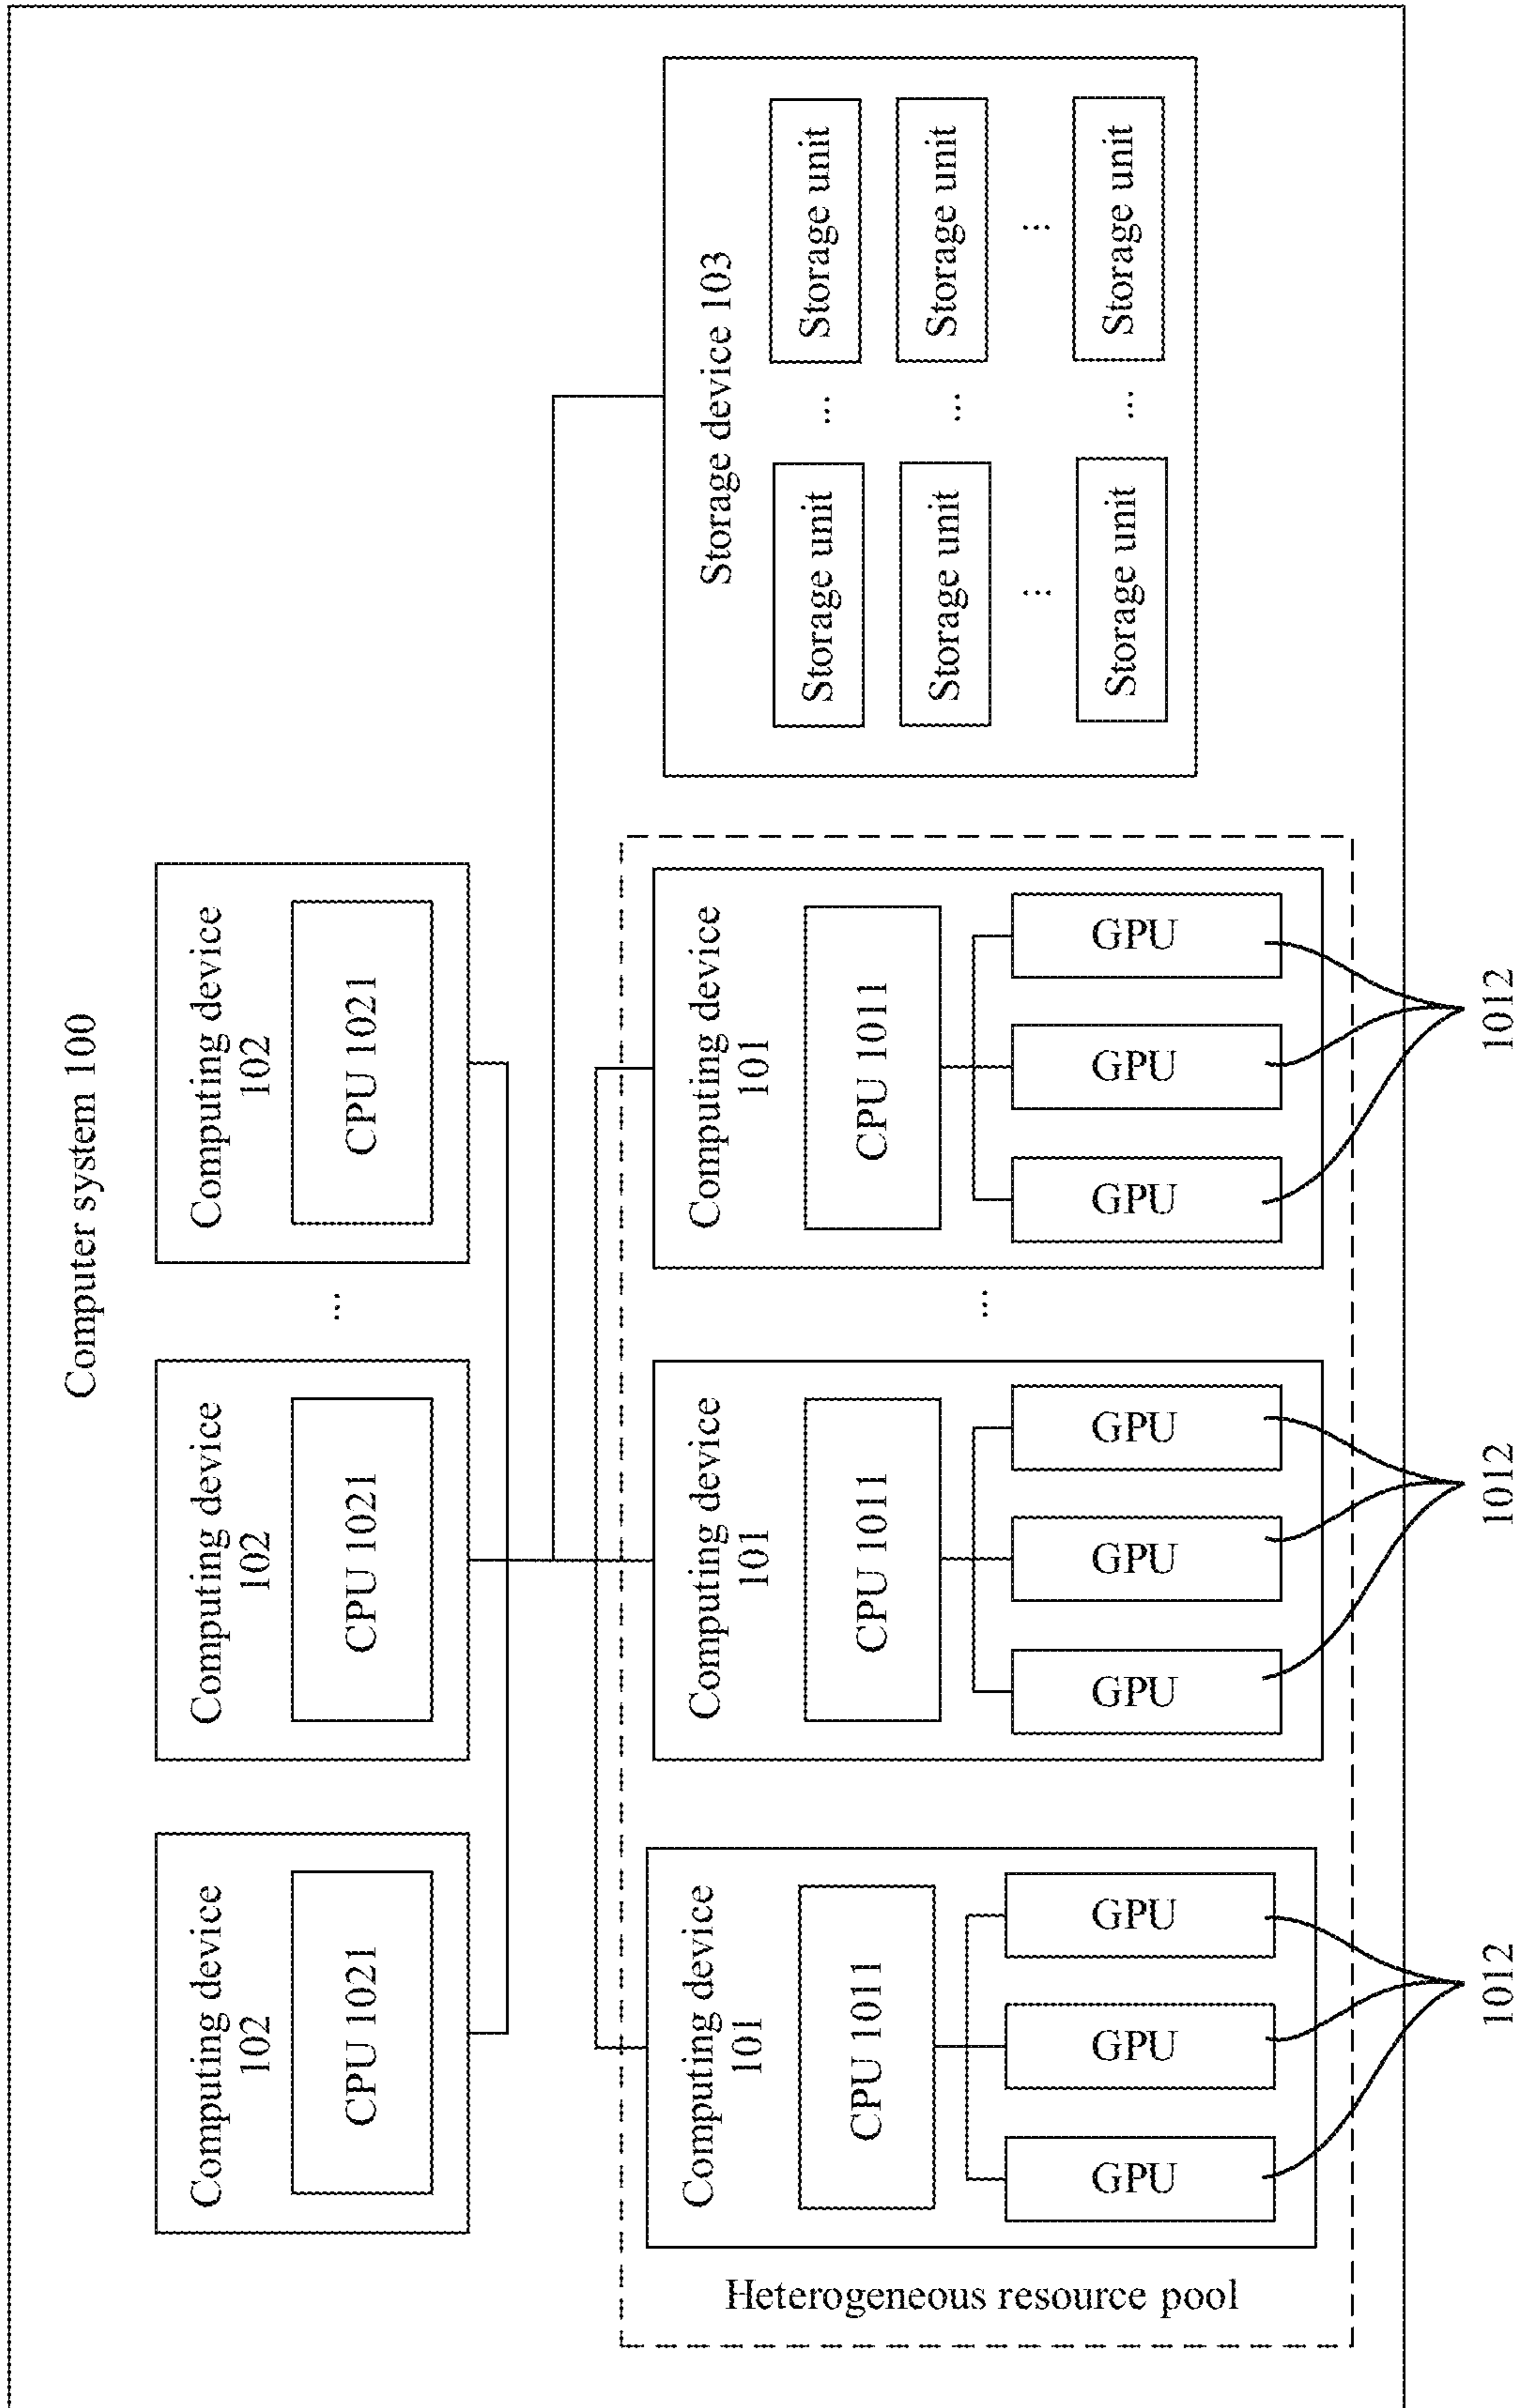 Computer system 100
Computing device
102
CPU 1021
Computing device
102
CPU 1021
...
Computing device
102
CPU 1021
Heterogeneous resource pool
Computing device
101
CPU 1011
GPU
GPU
GPU
1012
Computing device
101
CPU 1011
GPU
GPU
GPU
1012
...
Computing device
101
CPU 1011
GPU
GPU
GPU
1012
Storage device 103
Storage unit
...
Storage unit
Storage unit
...
Storage unit
...
...
Storage unit
...
Storage unit